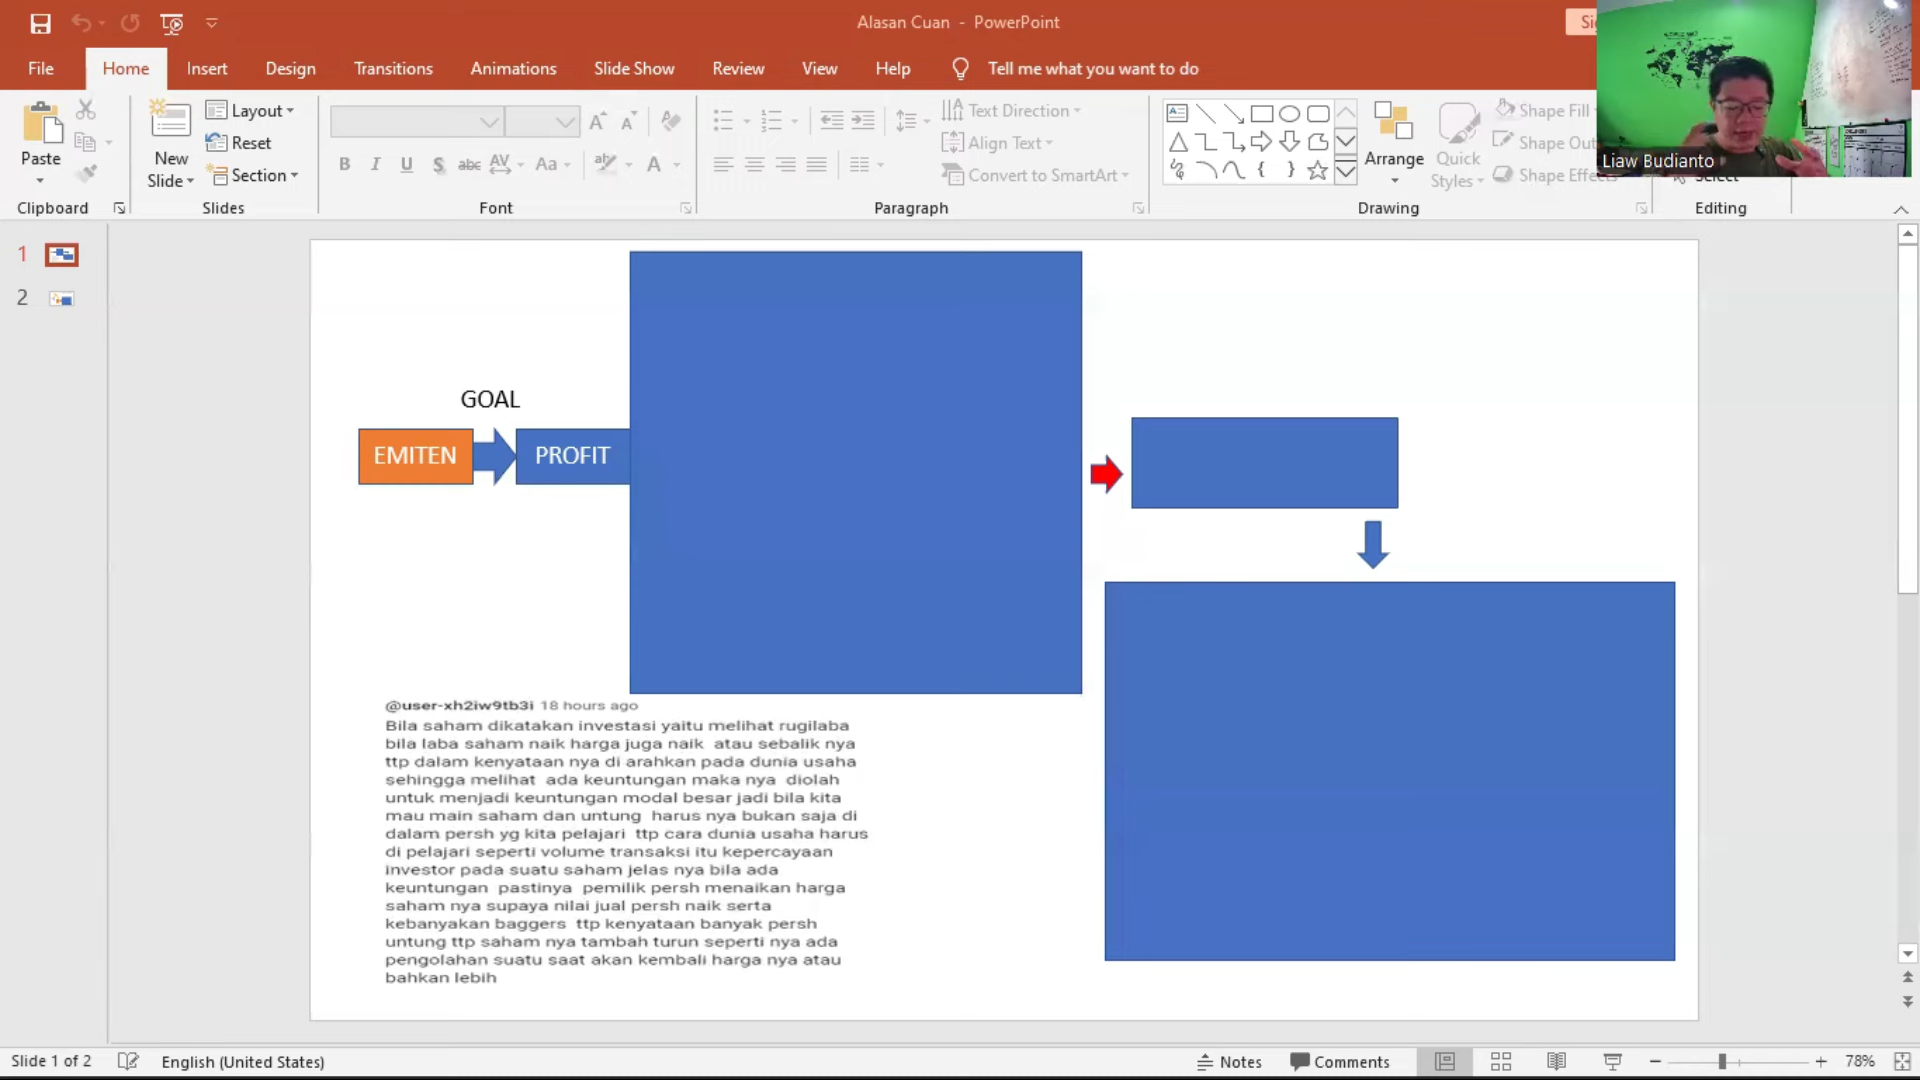 Alasan Cuan - PowerPoint
File
Home
Insert
Design
Transitions
Animations
Slide Show
Review
View
Help
Tell me what you want to do
Paste
Clipboard
New
Slide
Layout
Reset
Section
Slides
B I U S abc AV Aa A
Font
Text Direction
Align Text
Convert to SmartArt
Paragraph
Arrange
Quick
Styles
Shape Fill
Shape Effects
Drawing
Select
Editing
Liaw Budianto
1
2
GOAL
EMITEN
PROFIT
@user-xh2iw9tb3i 18 hours ago
Bila saham dikatakan investasi yaitu melihat rugilaba
bila laba saham naik harga juga naik atau sebalik nya
ttp dalam kenyataan nya di arahkan pada dunia usaha
sehingga melihat ada keuntungan maka nya diolah
untuk menjadi keuntungan modal besar jadi bila kita
mau main saham dan untung harus nya bukan saja di
dalam persh yg kita pelajari ttp cara dunia usaha harus
di pelajari seperti volume transaksi itu kepercayaan
investor pada suatu saham jelas nya bila ada
keuntungan pastinya pemilik persh menaikan harga
saham nya supaya nilai jual persh naik serta
kebanyakan baggers ttp kenyataan banyak persh
untung ttp saham nya tambah turun seperti nya ada
pengolahan suatu saat akan kembali harga nya atau
bahkan lebih
Slide 1 of 2
English (United States)
Notes
Comments
78%